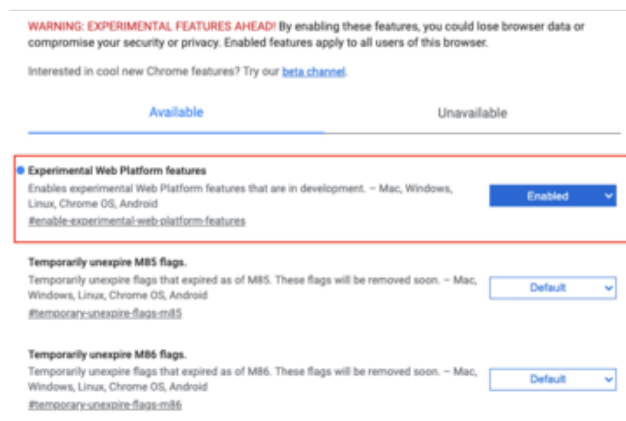 WARNING: EXPERIMENTAL FEATURES AHEAD! By enabling these features, you could lose browser data or
compromise your security or privacy. Enabled features apply to all users of this browser.
Interested in cool new Chrome features? Try our beta channel.
Available
Unavailable
Experimental Web Platform features
Enables experimental Web Platform features that are in development. – Mac, Windows,
Linux, Chrome OS, Android
#enable-experimental-web-platform-features
Enabled
Temporarily unexpire M85 flags.
Temporarily unexpire flags that expired as of M85. These flags will be removed soon. – Mac,
Windows, Linux, Chrome OS, Android
#temporary-unexpire-flags-m85
Default
Temporarily unexpire M86 flags.
Temporarily unexpire flags that expired as of M86. These flags will be removed soon. – Mac,
Windows, Linux, Chrome OS, Android
#temporary-unexpire-flags-m86
Default